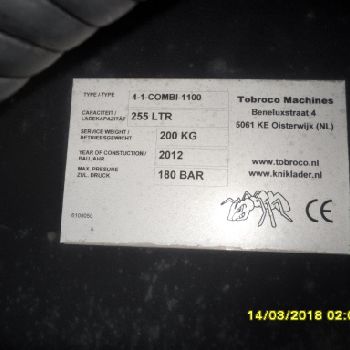 TYPE / TYPE 4-1-COMBI-1100
CAPACITEIT / LADEKAPAZITÄT 255 LTR
SERVICE WEIGHT / BETRIEBSGEWICHT 200 KG
YEAR OF CONSTUCTION / BAUJAHR 2012
MAX. PRESSURE ZUL. DRUCK 180 BAR
Tobroco Machines
Beneluxstraat 4
5061 KE Oisterwijk (NL)
www.tobroco.nl
www.kniklader.nl
CE
14/03/2018 02:0